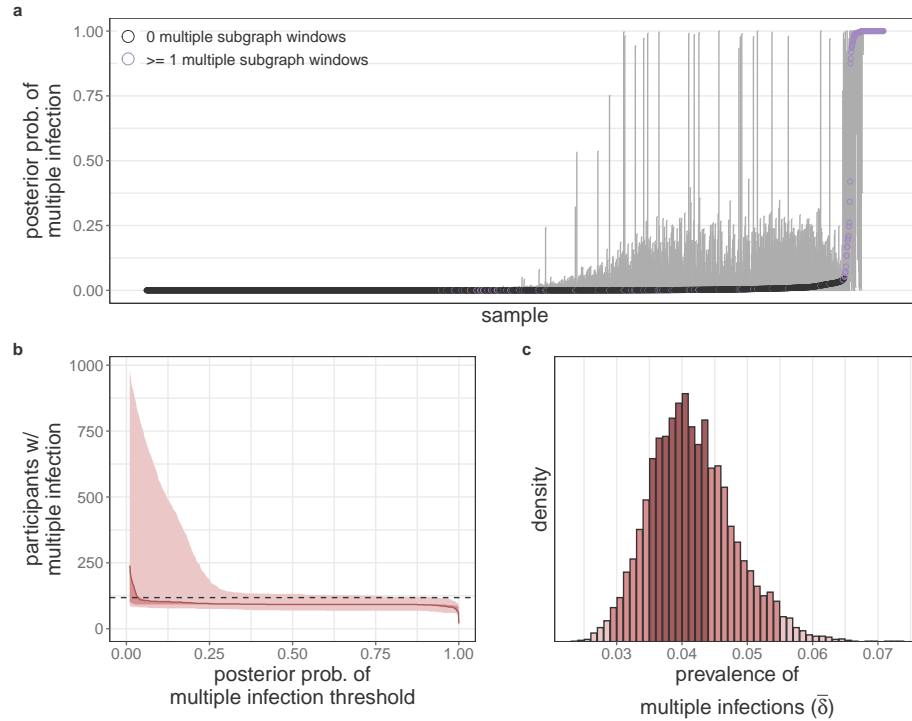 a
1.00
0.75
0.50
0.25
0.00
posterior prob. of
multiple infection
0 multiple subgraph windows
>= 1 multiple subgraph windows
sample
b
1000
750
500
250
0
participants w/
multiple infection
0.00 0.25 0.50 0.75 1.00
posterior prob. of
multiple infection threshold
c
density
0.03 0.04 0.05 0.06 0.07
prevalence of
multiple infections (δ̄)